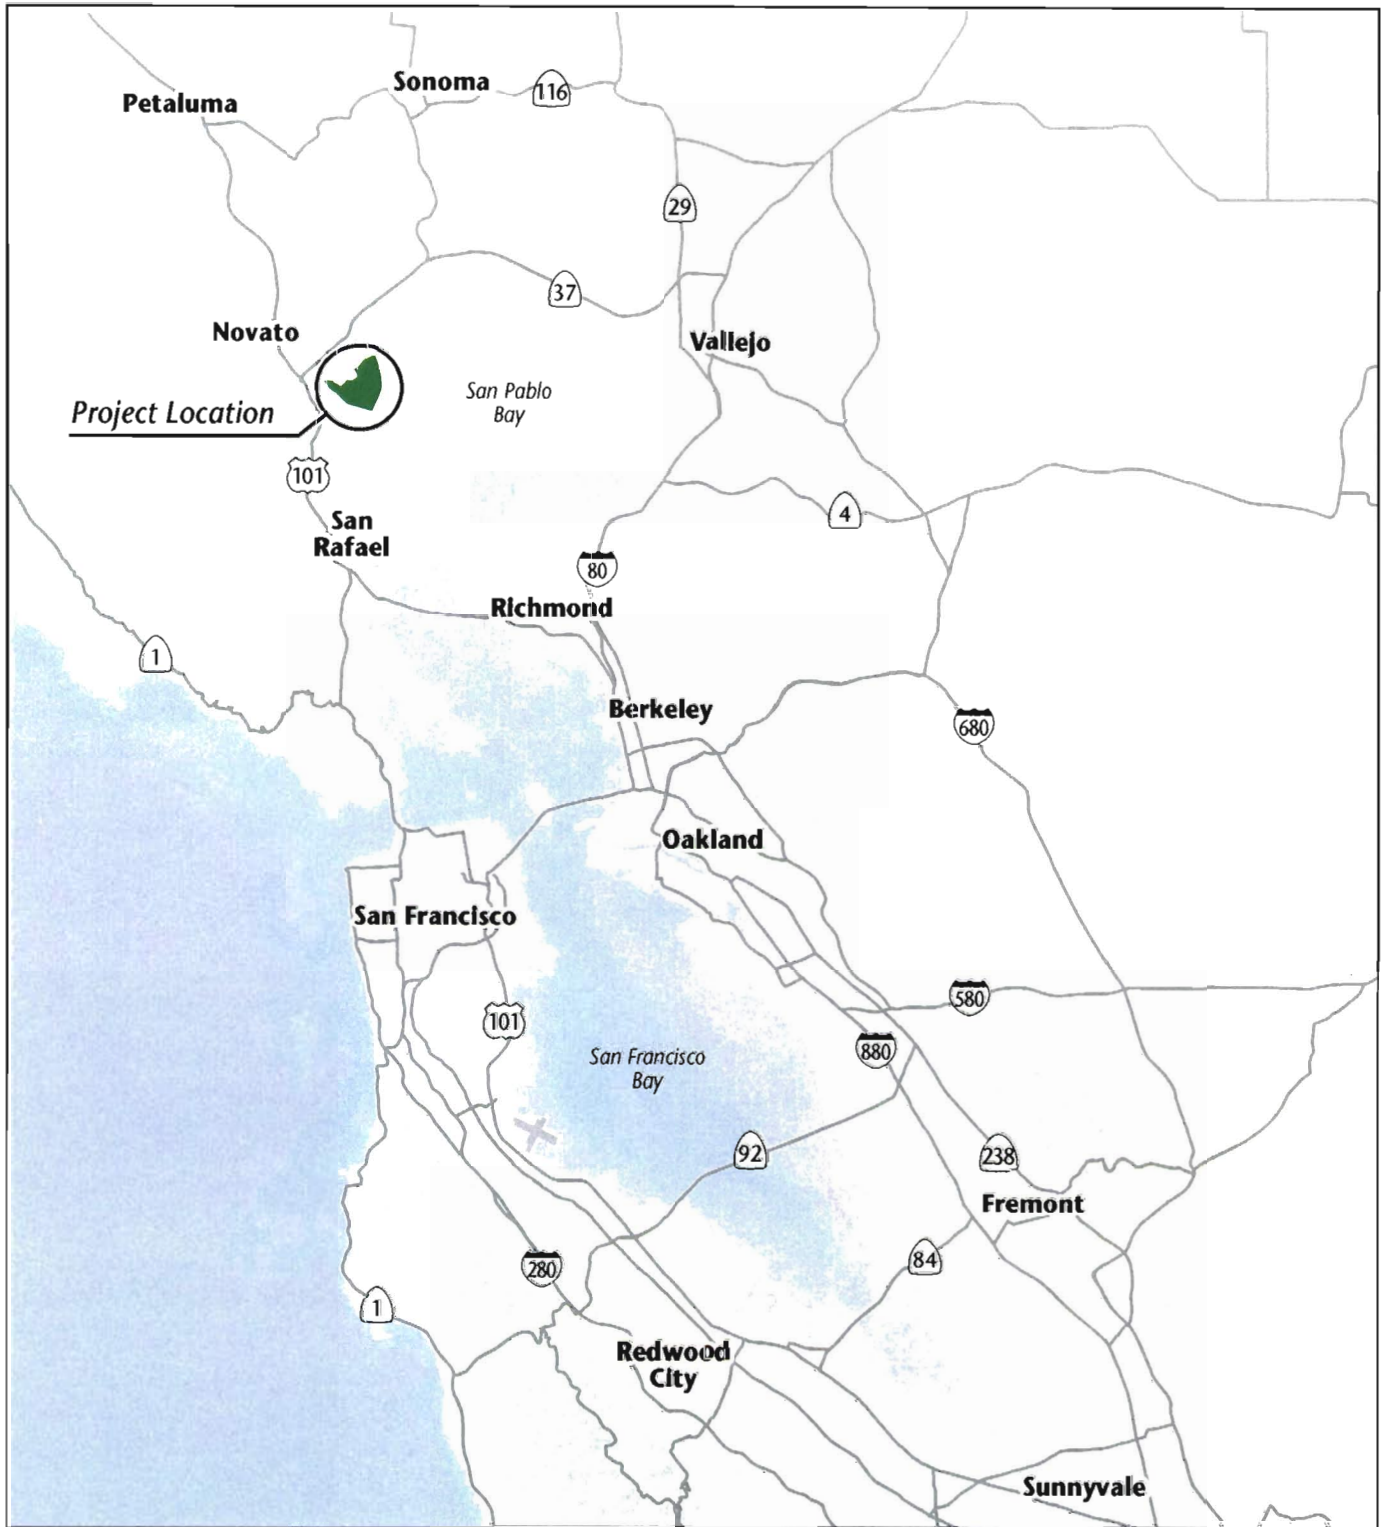 Sonoma
116
Petaluma
29
37
Novato
Vallejo
San Pablo
Bay
Project Location
101
4
San
Rafael
80
Richmond
1
Berkeley
680
Oakland
San Francisco
580
101
880
San Francisco
Bay
92
238
Fremont
84
280
1
Redwood
City
Sunnyvale